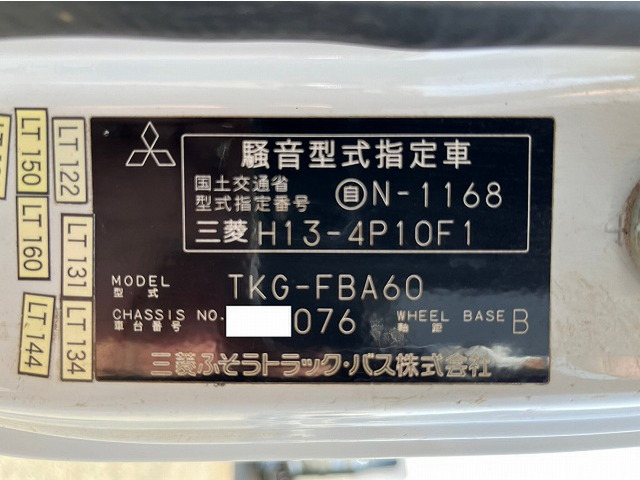 騒音型式指定車
国土交通省
型式指定番号 自N-1168
三菱 H13-4P10F1
MODEL TKG-FBA60
型式
CHASSIS NO. 076 WHEEL BASE B
車台番号 軸距
三菱ふそうトラック・バス株式会社
LT 122
LT 150
LT 131
LT 160
LT 134
LT 144